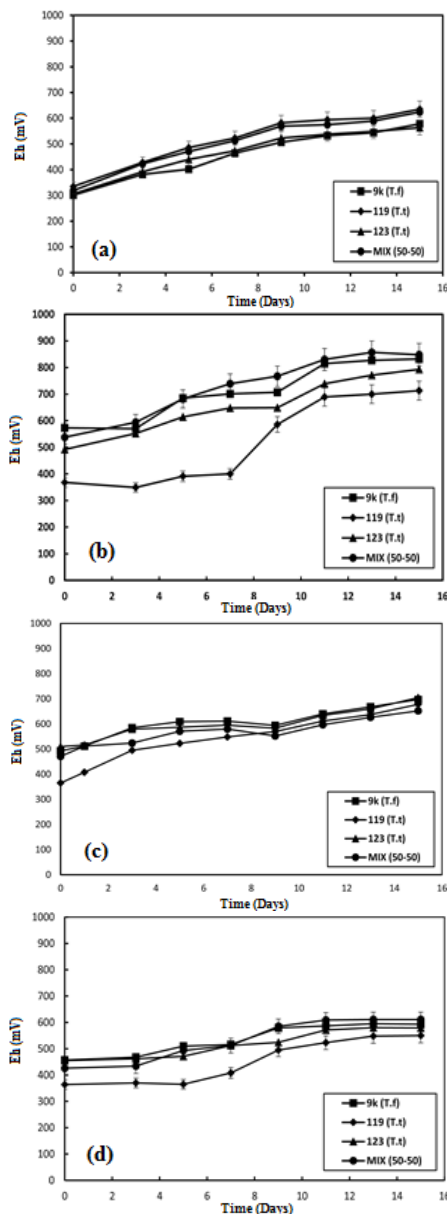 1000
900
800
700
600
500
400
300
200
100
0
Eh (mV)
(a)
9k (T.f)
119 (T.t)
123 (T.t)
MIX (50-50)
0 2 4 6 8 10 12 14 16
Time (Days)
1000
900
800
700
600
500
400
300
200
100
0
Eh (mV)
(b)
9k (T.f)
119 (T.t)
123 (T.t)
MIX (50-50)
0 2 4 6 8 10 12 14 16
Time (Days)
1000
900
800
700
600
500
400
300
200
100
0
Eh (mV)
(c)
9k (T.f)
119 (T.t)
123 (T.t)
MIX (50-50)
0 2 4 6 8 10 12 14 16
Time (Days)
1000
900
800
700
600
500
400
300
200
100
0
Eh (mV)
(d)
9k (T.f)
119 (T.t)
123 (T.t)
MIX (50-50)
0 2 4 6 8 10 12 14 16
Time (Days)